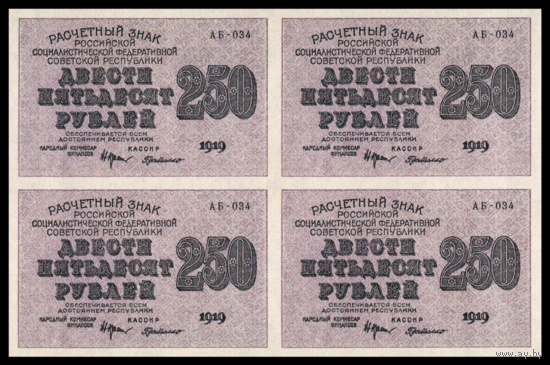 РАСЧЕТНЫЙ ЗНАК
АБ-034
РОССИЙСКОЙ
СОЦИАЛИСТИЧЕСКОЙ ФЕДЕРАТИВНОЙ
СОВЕТСКОЙ РЕСПУБЛИКИ
ДВЕСТИ
ПЯТЬДЕСЯТ
РУБЛЕЙ
250
ОБЕСПЕЧИВАЕТСЯ ВСЕМ
ДОСТОЯНИЕМ РЕСПУБЛИКИ
НАРОДНЫЙ КОМИССАР
ФИНАНСОВ
КАССИР
1919
РАСЧЕТНЫЙ ЗНАК
АБ-034
РОССИЙСКОЙ
СОЦИАЛИСТИЧЕСКОЙ ФЕДЕРАТИВНОЙ
СОВЕТСКОЙ РЕСПУБЛИКИ
ДВЕСТИ
ПЯТЬДЕСЯТ
РУБЛЕЙ
250
ОБЕСПЕЧИВАЕТСЯ ВСЕМ
ДОСТОЯНИЕМ РЕСПУБЛИКИ
НАРОДНЫЙ КОМИССАР
ФИНАНСОВ
КАССИР
1919
РАСЧЕТНЫЙ ЗНАК
АБ-034
РОССИЙСКОЙ
СОЦИАЛИСТИЧЕСКОЙ ФЕДЕРАТИВНОЙ
СОВЕТСКОЙ РЕСПУБЛИКИ
ДВЕСТИ
ПЯТЬДЕСЯТ
РУБЛЕЙ
250
ОБЕСПЕЧИВАЕТСЯ ВСЕМ
ДОСТОЯНИЕМ РЕСПУБЛИКИ
НАРОДНЫЙ КОМИССАР
ФИНАНСОВ
КАССИР
1919
РАСЧЕТНЫЙ ЗНАК
АБ-034
РОССИЙСКОЙ
СОЦИАЛИСТИЧЕСКОЙ ФЕДЕРАТИВНОЙ
СОВЕТСКОЙ РЕСПУБЛИКИ
ДВЕСТИ
ПЯТЬДЕСЯТ
РУБЛЕЙ
250
ОБЕСПЕЧИВАЕТСЯ ВСЕМ
ДОСТОЯНИЕМ РЕСПУБЛИКИ
НАРОДНЫЙ КОМИССАР
ФИНАНСОВ
КАССИР
1919
www.ay.by